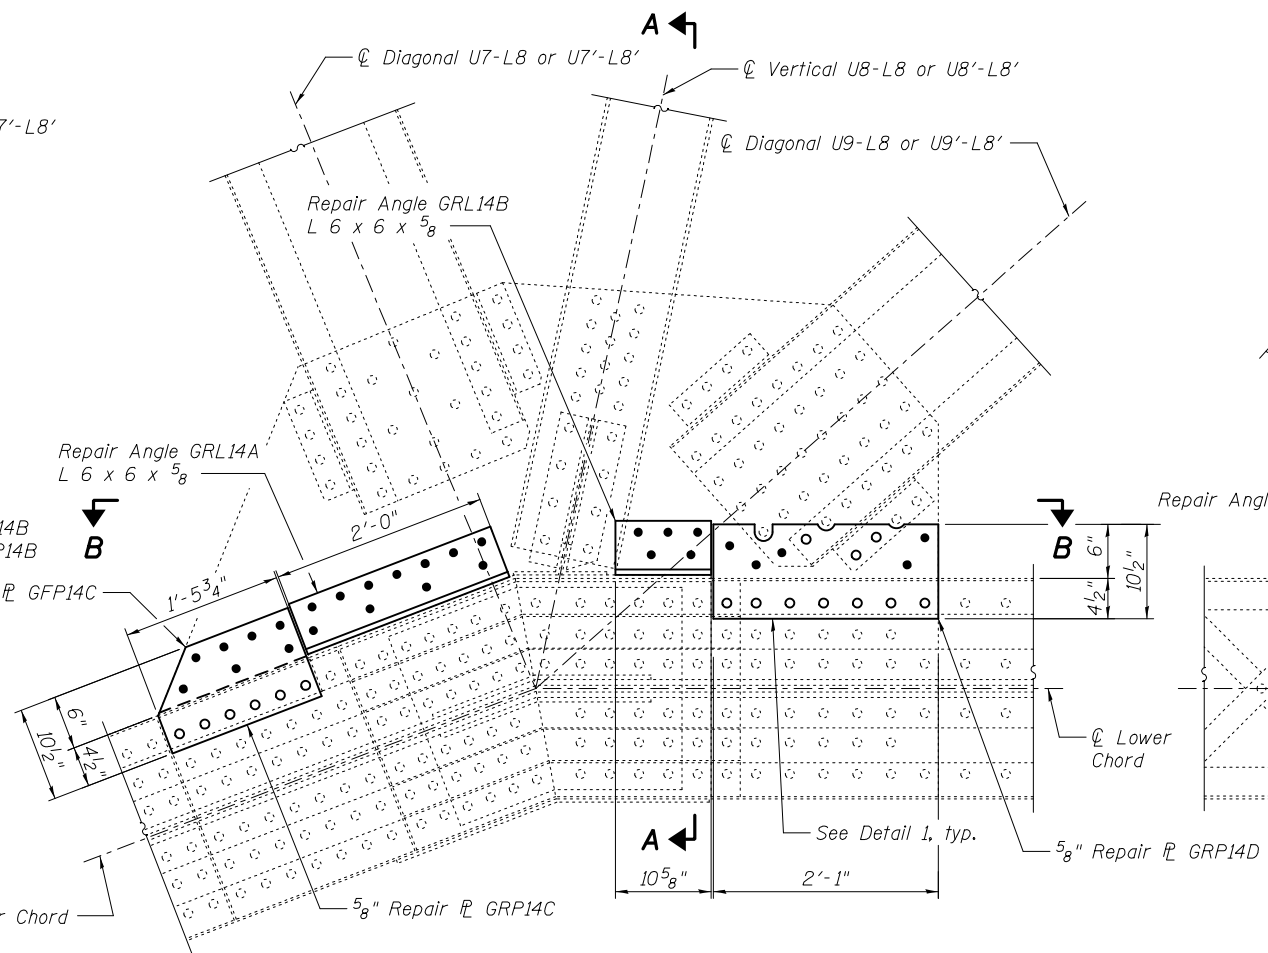 A
℄ Diagonal U7-L8 or U7'-L8'
℄ Vertical U8-L8 or U8'-L8'
7'-L8'
℄ Diagonal U9-L8 or U9'-L8'
Repair Angle GRL14B
L 6 x 6 x 5/8
Repair Angle GRL14A
L 6 x 6 x 5/8
2'-0"
Repair Angl
14B
P14B
B
B
6"
10½"
4½"
℄ Lower
Chord
PL GFP14C
1'-5¾"
6"
10½"
4½"
A
See Detail 1, typ.
5/8" Repair PL GRP14D
10 5/8"
2'-1"
5/8" Repair PL GRP14C
r Chord